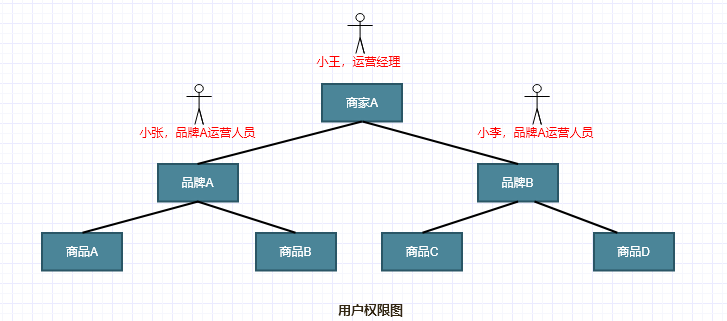 小王，运营经理
商家A
小张，品牌A运营人员
小李，品牌A运营人员
品牌A
品牌B
商品A
商品B
商品C
商品D
用户权限图